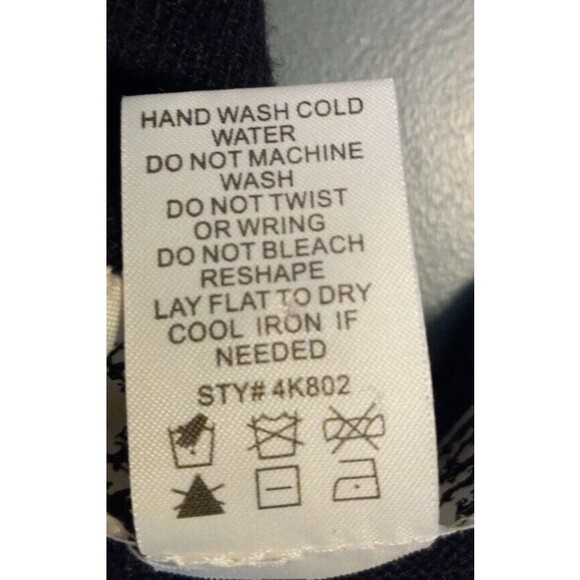 HAND WASH COLD
WATER
DO NOT MACHINE
WASH
DO NOT TWIST
OR WRING
DO NOT BLEACH
RESHAPE
LAY FLAT TO DRY
COOL IRON IF
NEEDED
STY# 4K802